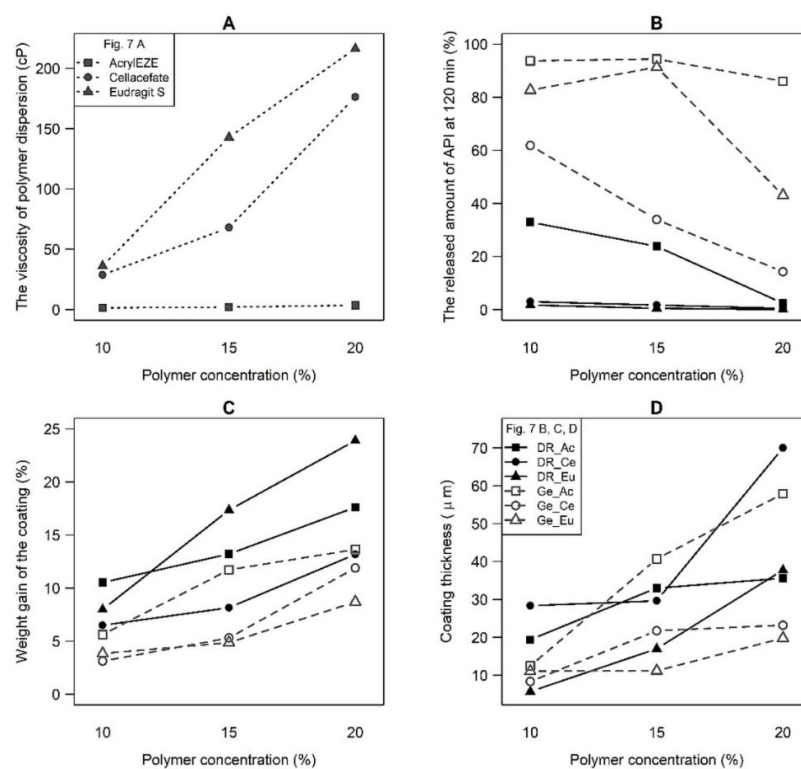 A
The viscosity of polymer dispersion (cP)
200
150
100
50
0
Fig. 7 A
AcrylEZE
Cellacefate
Eudragit S
10 15 20
Polymer concentration (%)
B
The released amount of API at 120 min (%)
100
80
60
40
20
0
10 15 20
Polymer concentration (%)
C
Weight gain of the coating (%)
25
20
15
10
5
0
10 15 20
Polymer concentration (%)
D
Coating thickness (μm)
70
60
50
40
30
20
10
Fig. 7 B, C, D
DR_Ac
DR_Ce
DR_Eu
Ge_Ac
Ge_Ce
Ge_Eu
10 15 20
Polymer concentration (%)